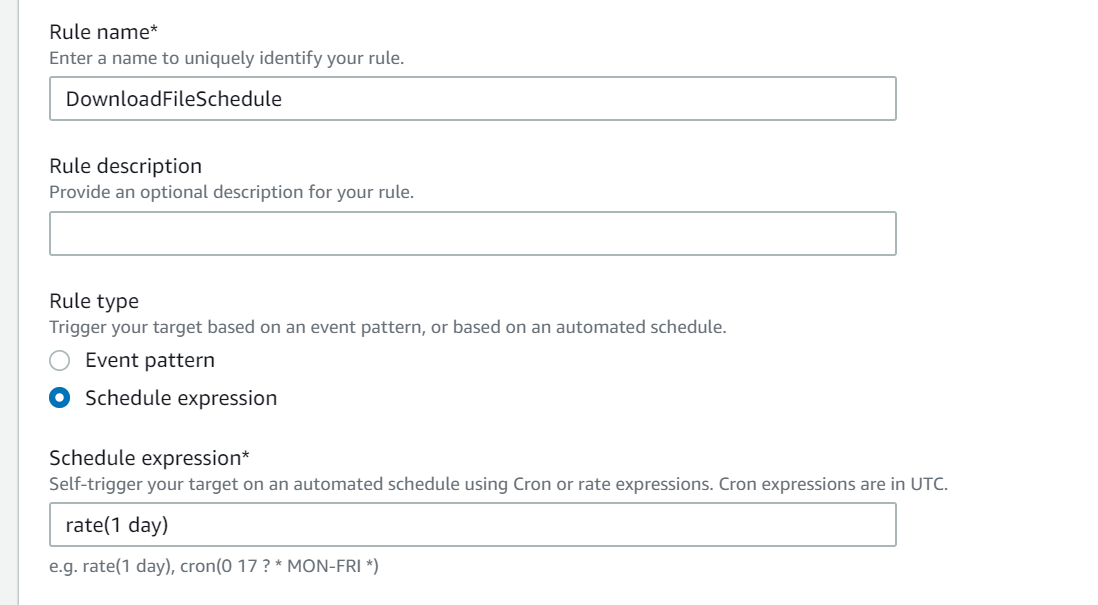 Rule name*
Enter a name to uniquely identify your rule.
DownloadFileSchedule
Rule description
Provide an optional description for your rule.
Rule type
Trigger your target based on an event pattern, or based on an automated schedule.
Event pattern
Schedule expression
Schedule expression*
Self-trigger your target on an automated schedule using Cron or rate expressions. Cron expressions are in UTC.
rate(1 day)
e.g. rate(1 day), cron(0 17 ? * MON-FRI *)